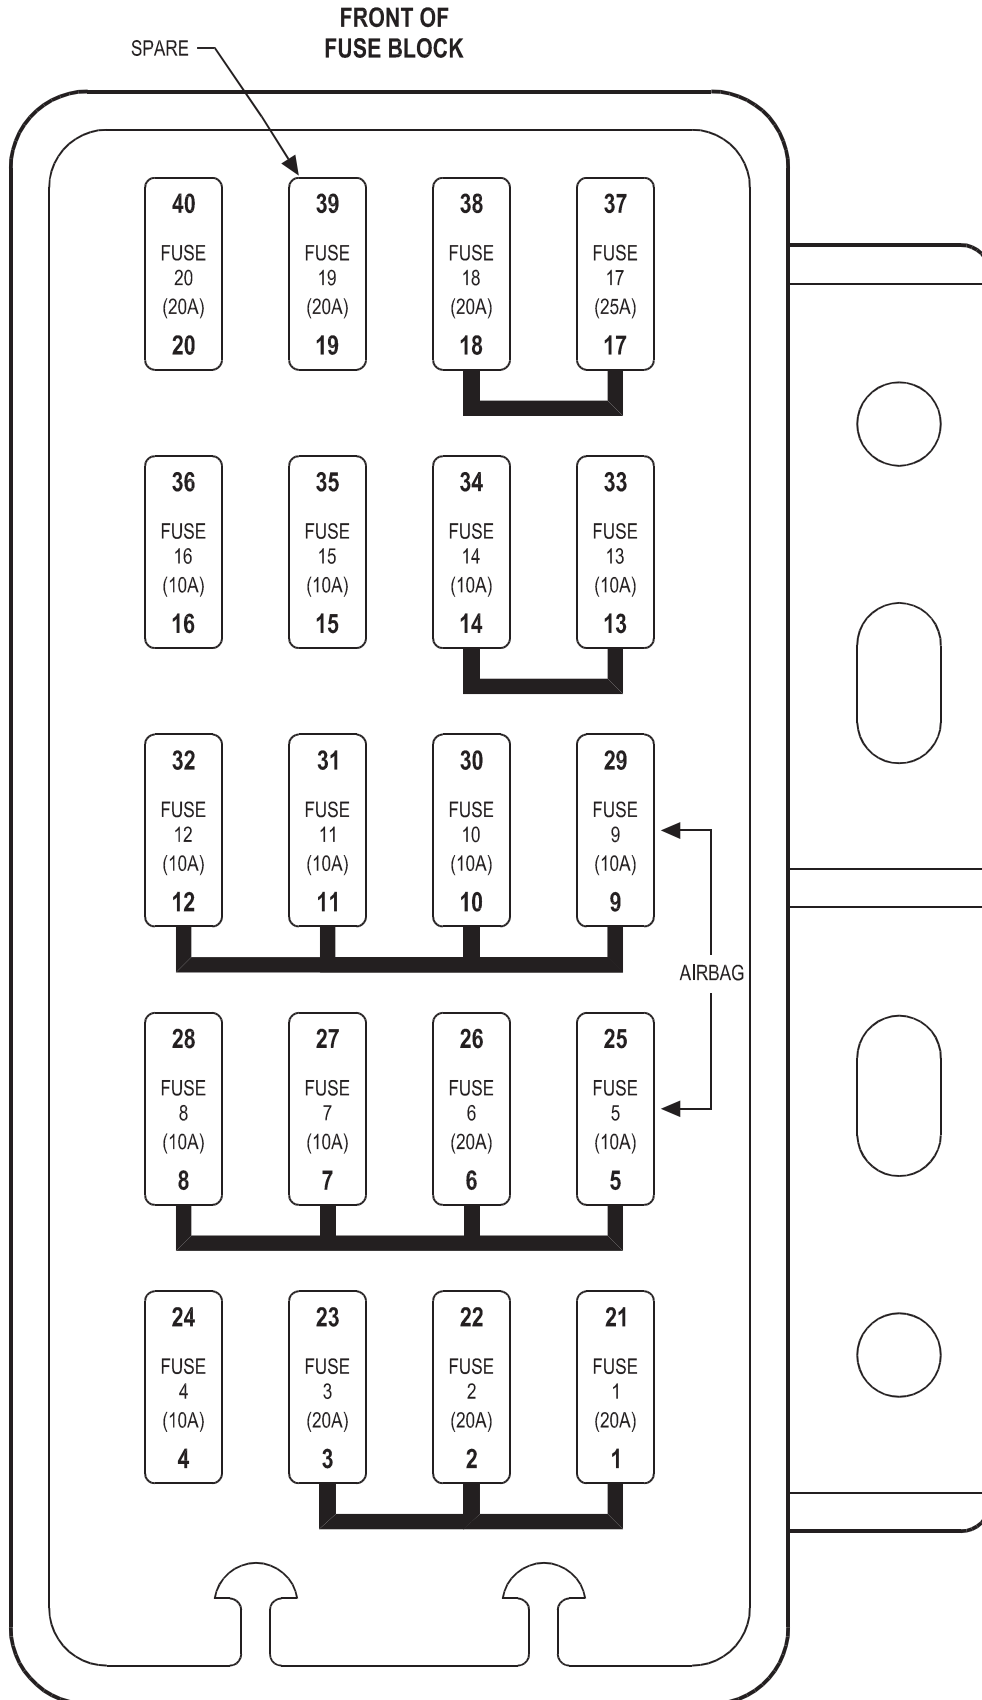 FRONT OF
FUSE BLOCK
SPARE
40
FUSE
20
(20A)
20
39
FUSE
19
(20A)
19
38
FUSE
18
(20A)
18
37
FUSE
17
(25A)
17
36
FUSE
16
(10A)
16
35
FUSE
15
(10A)
15
34
FUSE
14
(10A)
14
33
FUSE
13
(10A)
13
32
FUSE
12
(10A)
12
31
FUSE
11
(10A)
11
30
FUSE
10
(10A)
10
29
FUSE
9
(10A)
9
AIRBAG
28
FUSE
8
(10A)
8
27
FUSE
7
(10A)
7
26
FUSE
6
(20A)
6
25
FUSE
5
(10A)
5
24
FUSE
4
(10A)
4
23
FUSE
3
(20A)
3
22
FUSE
2
(20A)
2
21
FUSE
1
(20A)
1